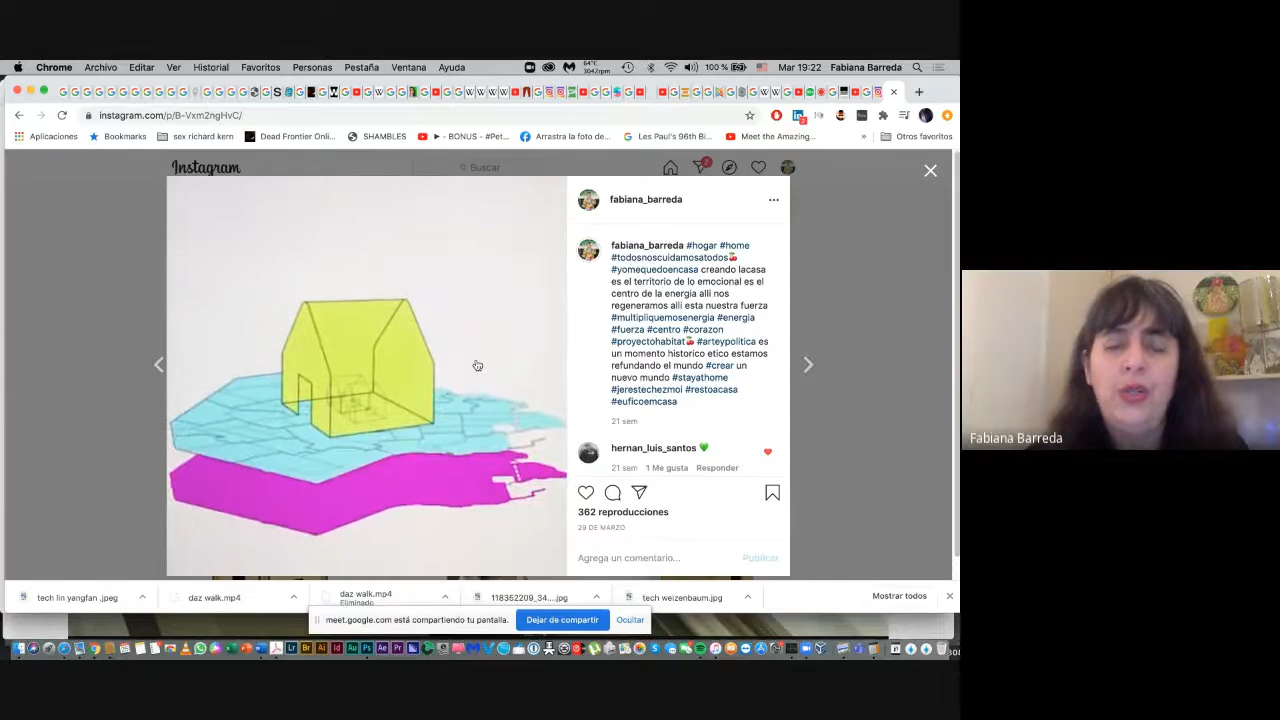 Chrome Archivo Editar Ver Historial Favoritos Personas Pestaña Ventana Ayuda 64°C 3042rpm 100 % Mar 19:22 Fabiana Barreda
instagram.com/p/B-Vxm2ngHvC/
Aplicaciones Bookmarks sex richard kern Dead Frontier Onli... SHAMBLES ► - BONUS - #Pet... Arrastra la foto de... Les Paul's 96th Bi... Meet the Amazing... » Otros favoritos
Instagram Buscar 2
fabiana_barreda
fabiana_barreda #hogar #home
#todosnoscuidamosatodos🍒
#yomequedoencasa creando lacasa
es el territorio de lo emocional es el
centro de la energia alli nos
regeneramos alli esta nuestra fuerza
#multipliquemosenergia #energia
#fuerza #centro #corazon
#proyectohabitat🍒 #arteypolitica es
un momento historico etico estamos
refundando el mundo #crear un
nuevo mundo #stayathome
#jerestechezmoi #restoacasa
#euficoemcasa
21 sem
hernan_luis_santos 💚
21 sem 1 Me gusta Responder
362 reproducciones
29 DE MARZO
Agrega un comentario... Publicar
Fabiana Barreda
tech lin yangfan .jpeg daz walk.mp4 daz walk.mp4 118352209_34....jpg tech weizenbaum.jpg Mostrar todos
Eliminado
meet.google.com está compartiendo tu pantalla. Dejar de compartir Ocultar